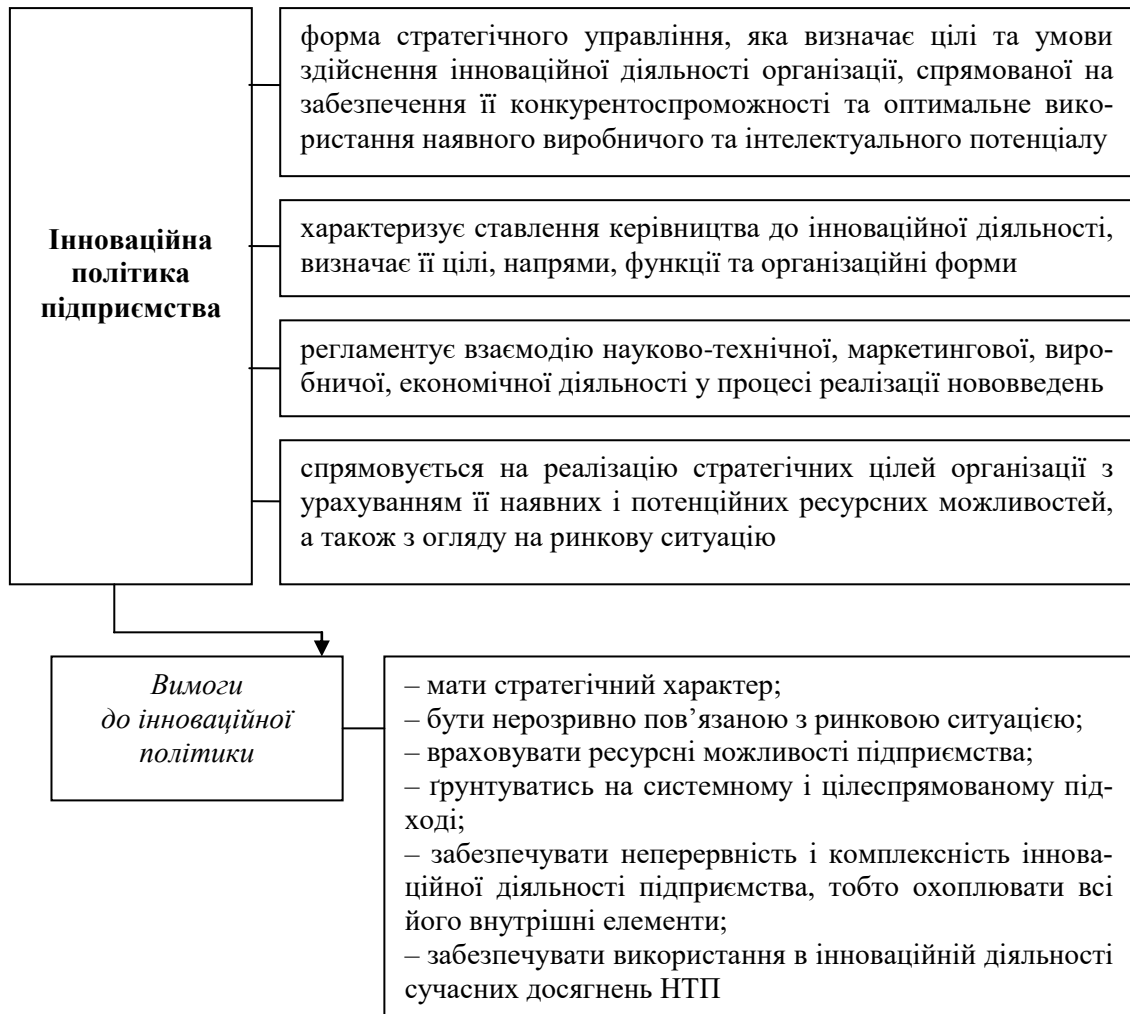 форма стратегічного управління, яка визначає цілі та умови
здійснення інноваційної діяльності організації, спрямованої на
забезпечення її конкурентоспроможності та оптимальне вико-
ристання наявного виробничого та інтелектуального потенціалу
Інноваційна
політика
підприємства
характеризує ставлення керівництва до інноваційної діяльності,
визначає її цілі, напрями, функції та організаційні форми
регламентує взаємодію науково-технічної, маркетингової, виро-
бничої, економічної діяльності у процесі реалізації нововведень
спрямовується на реалізацію стратегічних цілей організації з
урахуванням її наявних і потенційних ресурсних можливостей,
а також з огляду на ринкову ситуацію
Вимоги
до інноваційної
політики
– мати стратегічний характер;
– бути нерозривно пов’язаною з ринковою ситуацією;
– враховувати ресурсні можливості підприємства;
– ґрунтуватись на системному і цілеспрямованому під-
ході;
– забезпечувати неперервність і комплексність іннова-
ційної діяльності підприємства, тобто охоплювати всі
його внутрішні елементи;
– забезпечувати використання в інноваційній діяльності
сучасних досягнень НТП